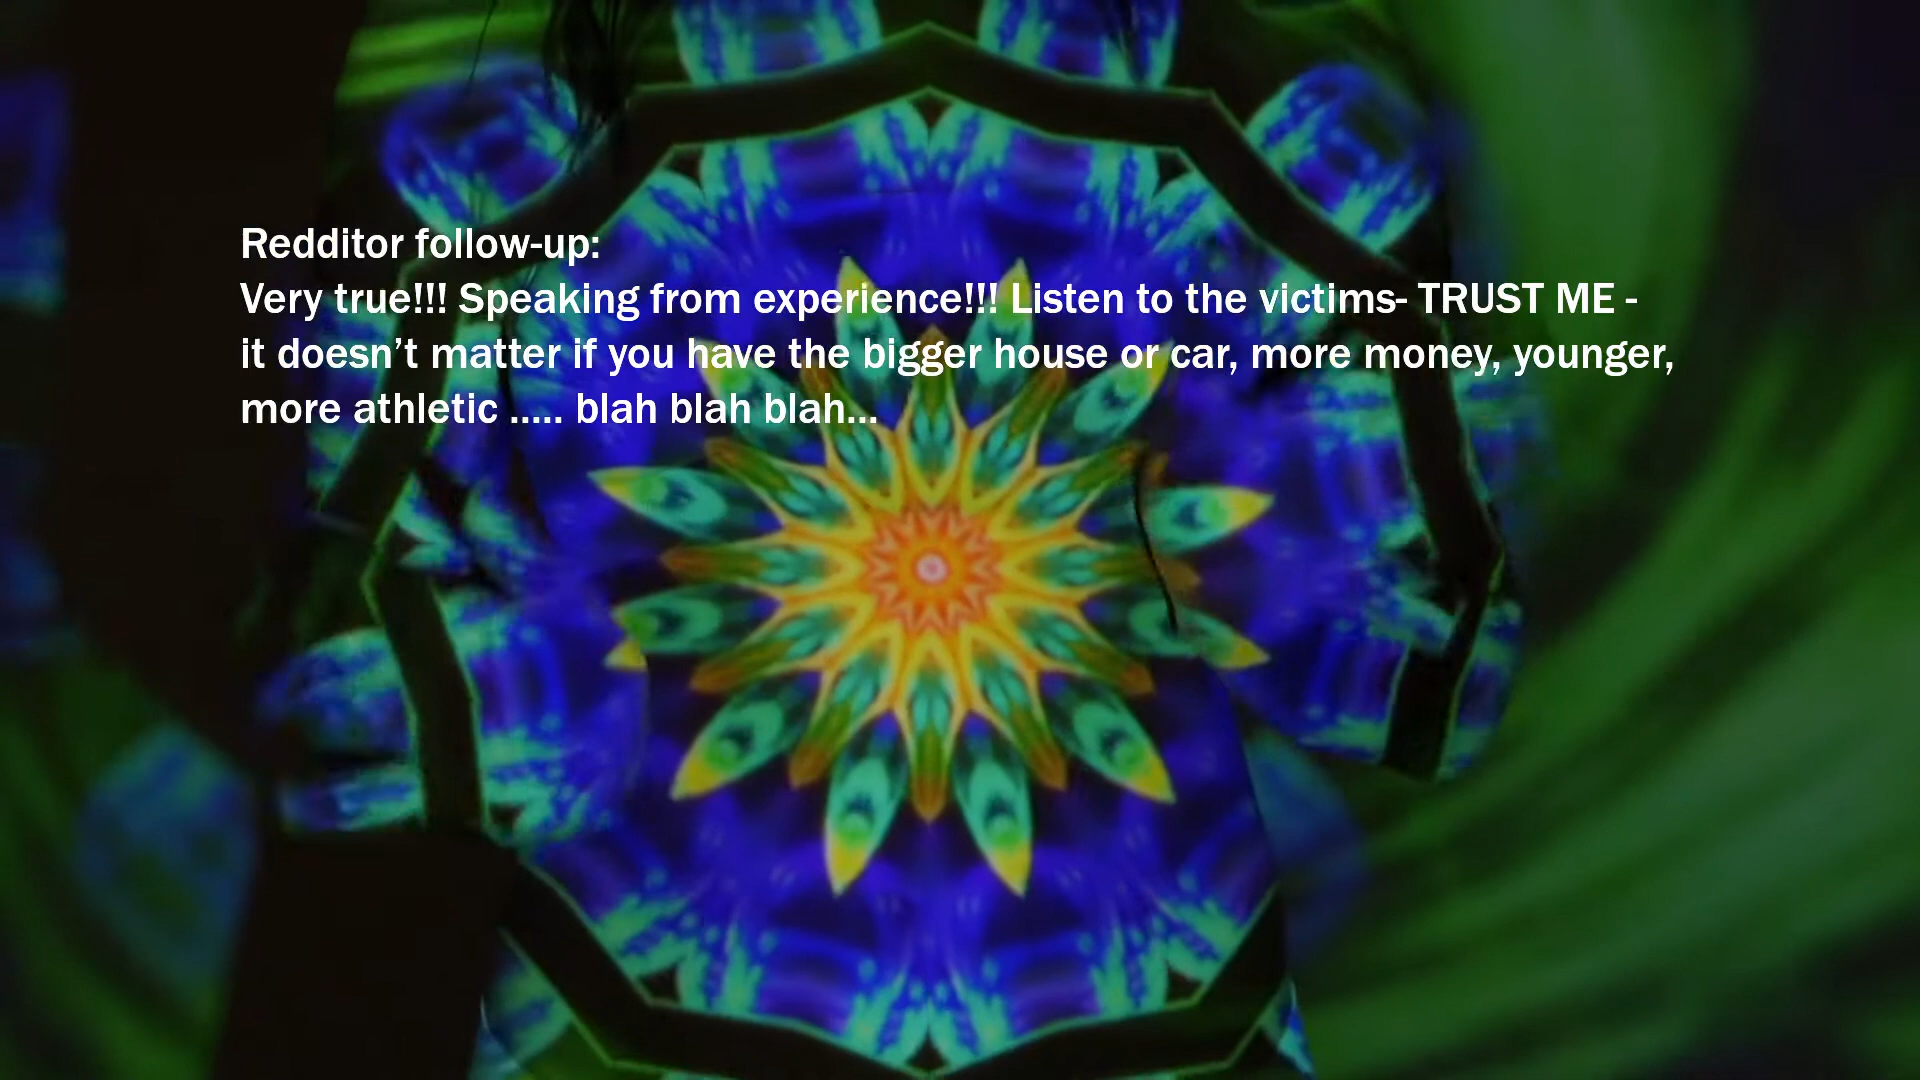 Redditor follow-up:
Very true!!! Speaking from experience!!! Listen to the victims- TRUST ME -
it doesn’t matter if you have the bigger house or car, more money, younger,
more athletic ..... blah blah blah...